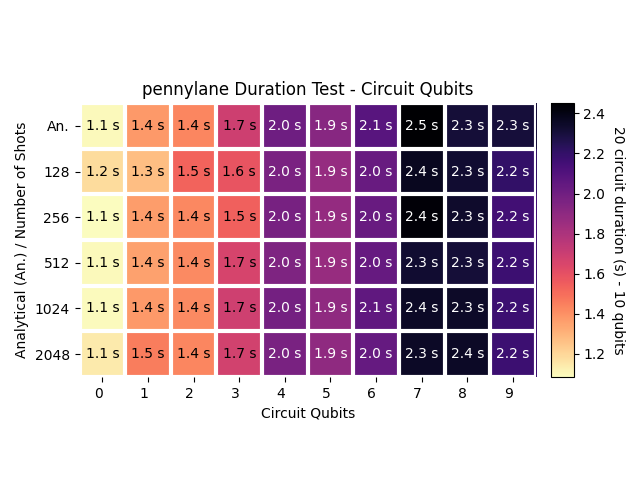 pennylane Duration Test - Circuit Qubits
Analytical (An.) / Number of Shots
An. 1.1 s 1.4 s 1.4 s 1.7 s 2.0 s 1.9 s 2.1 s 2.5 s 2.3 s 2.3 s
128 1.2 s 1.3 s 1.5 s 1.6 s 2.0 s 1.9 s 2.0 s 2.4 s 2.3 s 2.2 s
256 1.1 s 1.4 s 1.4 s 1.5 s 2.0 s 1.9 s 2.0 s 2.4 s 2.3 s 2.2 s
512 1.1 s 1.4 s 1.4 s 1.7 s 2.0 s 1.9 s 2.0 s 2.3 s 2.3 s 2.2 s
1024 1.1 s 1.4 s 1.4 s 1.7 s 2.0 s 1.9 s 2.1 s 2.4 s 2.3 s 2.2 s
2048 1.1 s 1.5 s 1.4 s 1.7 s 2.0 s 1.9 s 2.0 s 2.3 s 2.4 s 2.2 s
0 1 2 3 4 5 6 7 8 9
Circuit Qubits
2.4
2.2
2.0
1.8
1.6
1.4
1.2
20 circuit duration (s) - 10 qubits